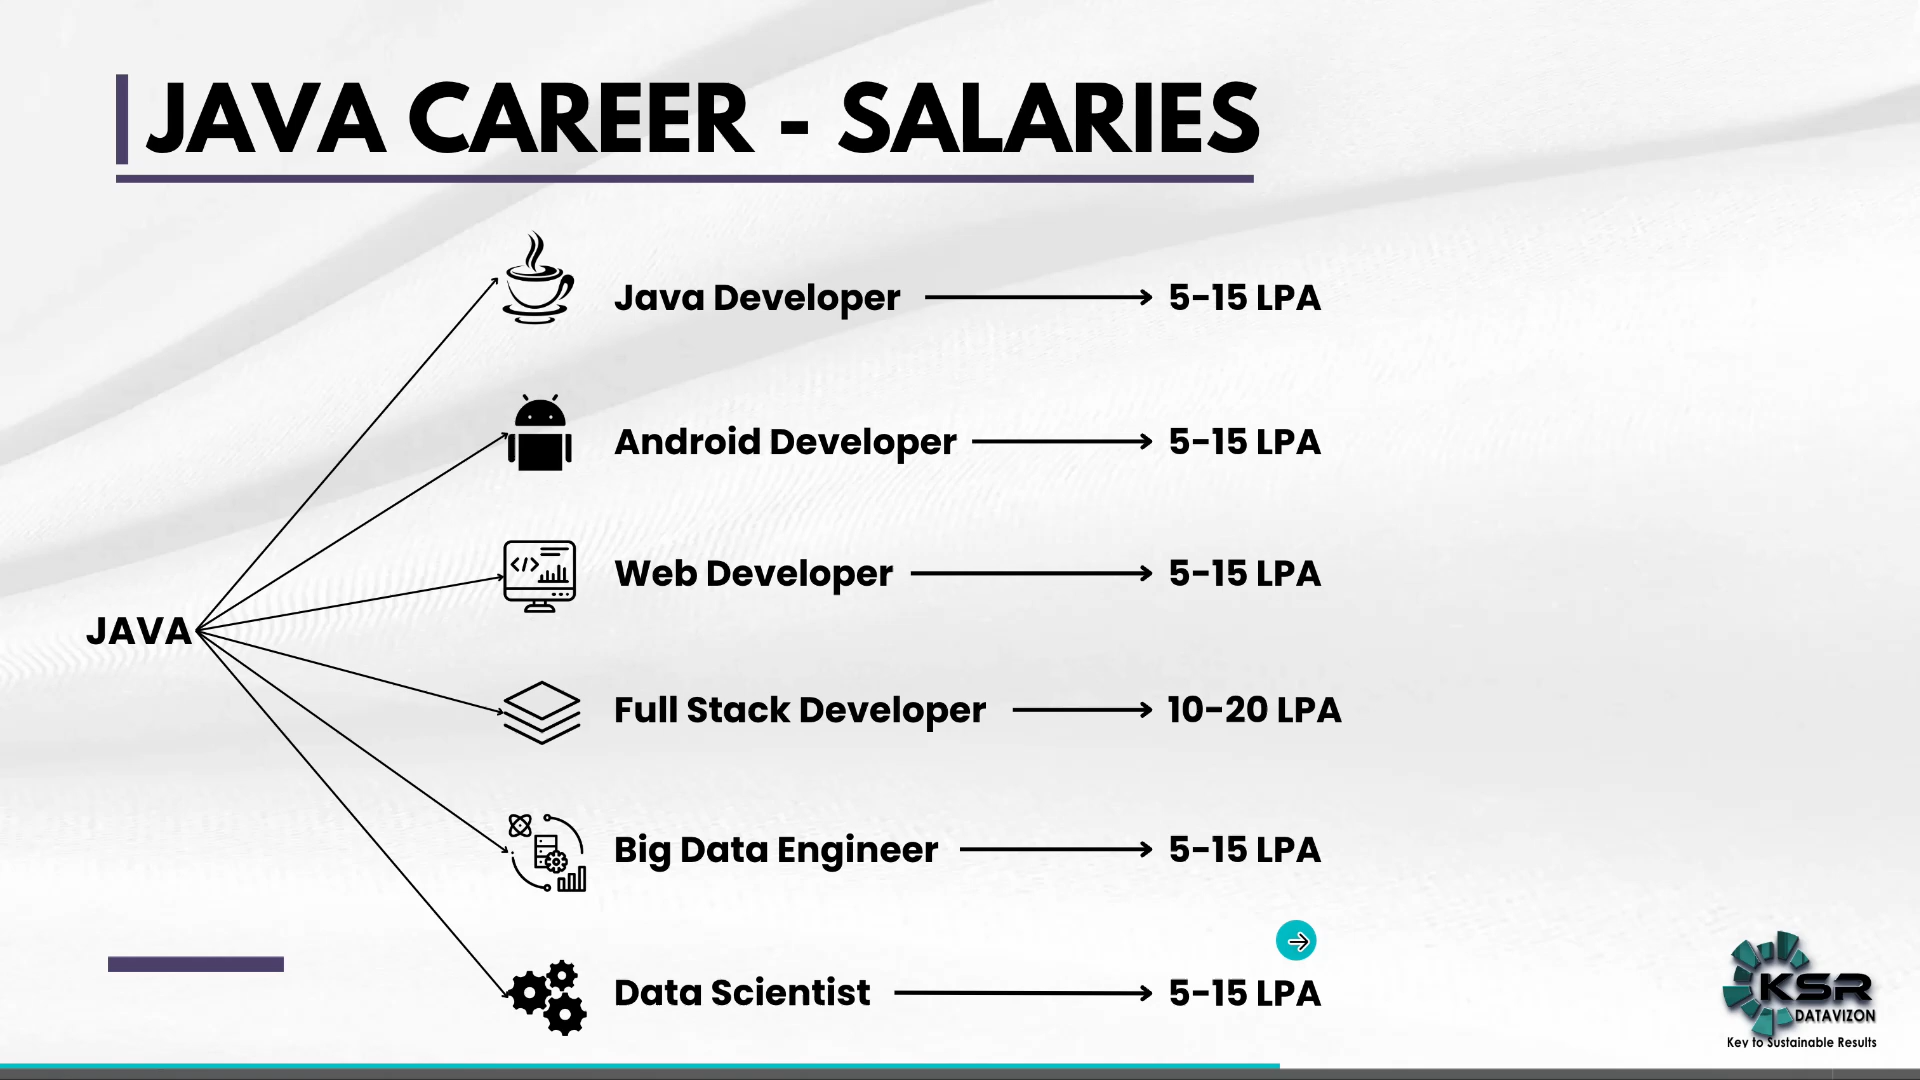 JAVA CAREER - SALARIES
Java Developer 5-15 LPA
Android Developer 5-15 LPA
</>
Web Developer 5-15 LPA
JAVA
Full Stack Developer 10-20 LPA
Big Data Engineer 5-15 LPA
Data Scientist 5-15 LPA
KSR
DATAVIZON
Key to Sustainable Results